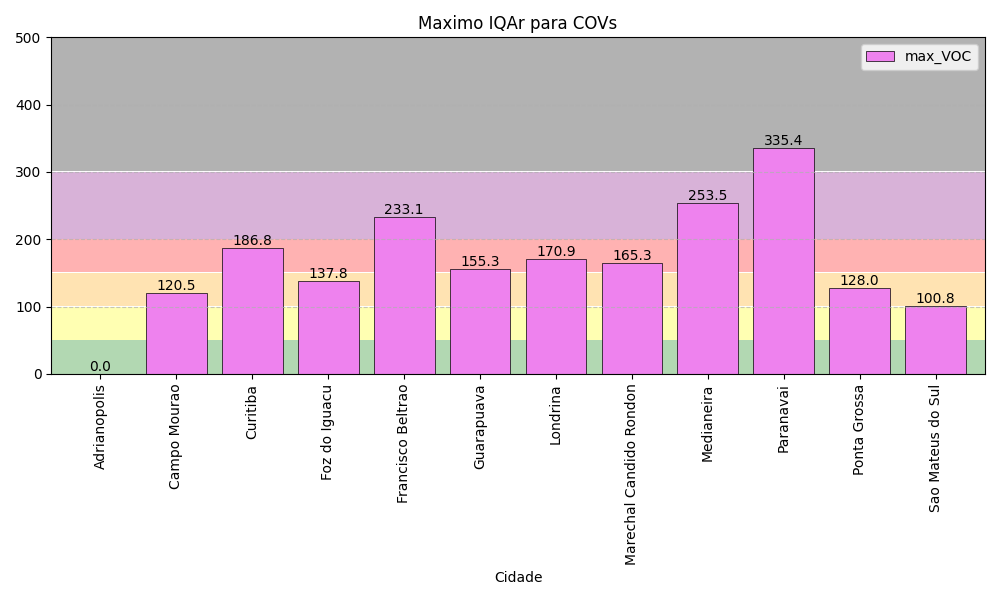 Maximo IQAr para COVs
max_VOC
500
400
300
200
100
0
0.0
120.5
186.8
137.8
233.1
155.3
170.9
165.3
253.5
335.4
128.0
100.8
Adrianopolis
Campo Mourao
Curitiba
Foz do Iguacu
Francisco Beltrao
Guarapuava
Londrina
Marechal Candido Rondon
Medianeira
Paranavai
Ponta Grossa
Sao Mateus do Sul
Cidade